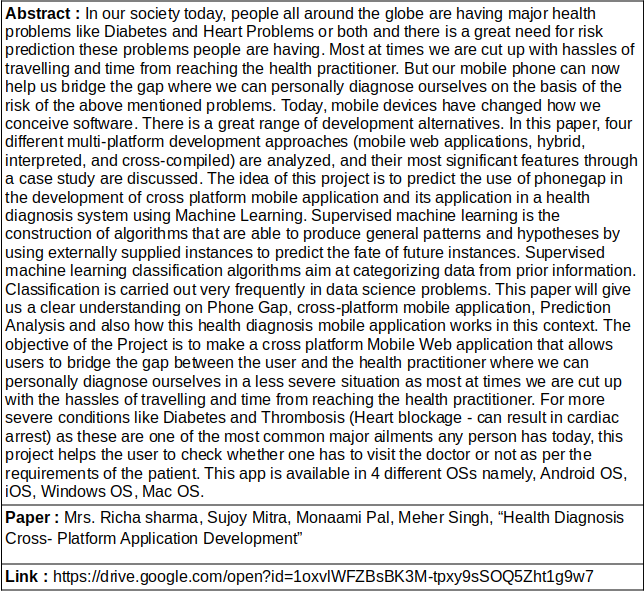 Abstract : In our society today, people all around the globe are having major health
problems like Diabetes and Heart Problems or both and there is a great need for risk
prediction these problems people are having. Most at times we are cut up with hassles of
travelling and time from reaching the health practitioner. But our mobile phone can now
help us bridge the gap where we can personally diagnose ourselves on the basis of the
risk of the above mentioned problems. Today, mobile devices have changed how we
conceive software. There is a great range of development alternatives. In this paper, four
different multi-platform development approaches (mobile web applications, hybrid,
interpreted, and cross-compiled) are analyzed, and their most significant features through
a case study are discussed. The idea of this project is to predict the use of phonegap in
the development of cross platform mobile application and its application in a health
diagnosis system using Machine Learning. Supervised machine learning is the
construction of algorithms that are able to produce general patterns and hypotheses by
using externally supplied instances to predict the fate of future instances. Supervised
machine learning classification algorithms aim at categorizing data from prior information.
Classification is carried out very frequently in data science problems. This paper will give
us a clear understanding on Phone Gap, cross-platform mobile application, Prediction
Analysis and also how this health diagnosis mobile application works in this context. The
objective of the Project is to make a cross platform Mobile Web application that allows
users to bridge the gap between the user and the health practitioner where we can
personally diagnose ourselves in a less severe situation as most at times we are cut up
with the hassles of travelling and time from reaching the health practitioner. For more
severe conditions like Diabetes and Thrombosis (Heart blockage - can result in cardiac
arrest) as these are one of the most common major ailments any person has today, this
project helps the user to check whether one has to visit the doctor or not as per the
requirements of the patient. This app is available in 4 different OSs namely, Android OS,
iOS, Windows OS, Mac OS.
Paper : Mrs. Richa sharma, Sujoy Mitra, Monaami Pal, Meher Singh, “Health Diagnosis
Cross- Platform Application Development”
Link : https://drive.google.com/open?id=1oxvlWFZBsBK3M-tpxy9sSOQ5Zht1g9w7